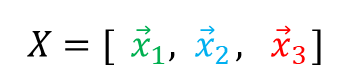 X = [ x⃗₁, x⃗₂, x⃗₃]